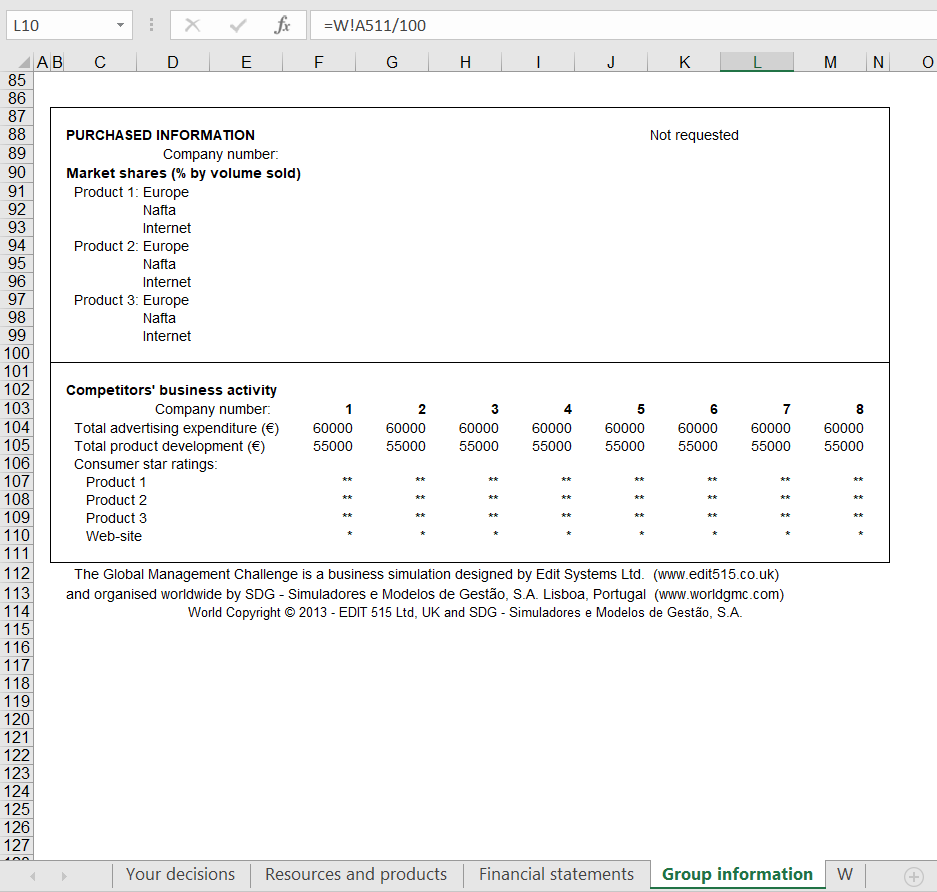 L10 fx =W!A511/100
A B C D E F G H I J K L M N O
85
86
87
88 PURCHASED INFORMATION Not requested
89 Company number:
90 Market shares (% by volume sold)
91 Product 1: Europe
92 Nafta
93 Internet
94 Product 2: Europe
95 Nafta
96 Internet
97 Product 3: Europe
98 Nafta
99 Internet
100
101
102 Competitors' business activity
103 Company number: 1 2 3 4 5 6 7 8
104 Total advertising expenditure (€) 60000 60000 60000 60000 60000 60000 60000 60000
105 Total product development (€) 55000 55000 55000 55000 55000 55000 55000 55000
106 Consumer star ratings:
107 Product 1 ** ** ** ** ** ** ** **
108 Product 2 ** ** ** ** ** ** ** **
109 Product 3 ** ** ** ** ** ** ** **
110 Web-site * * * * * * * *
111
112 The Global Management Challenge is a business simulation designed by Edit Systems Ltd. (www.edit515.co.uk)
113 and organised worldwide by SDG - Simuladores e Modelos de Gestão, S.A. Lisboa, Portugal (www.worldgmc.com)
114 World Copyright © 2013 - EDIT 515 Ltd, UK and SDG - Simuladores e Modelos de Gestão, S.A.
115
116
117
118
119
120
121
122
123
124
125
126
127
Your decisions Resources and products Financial statements Group information W